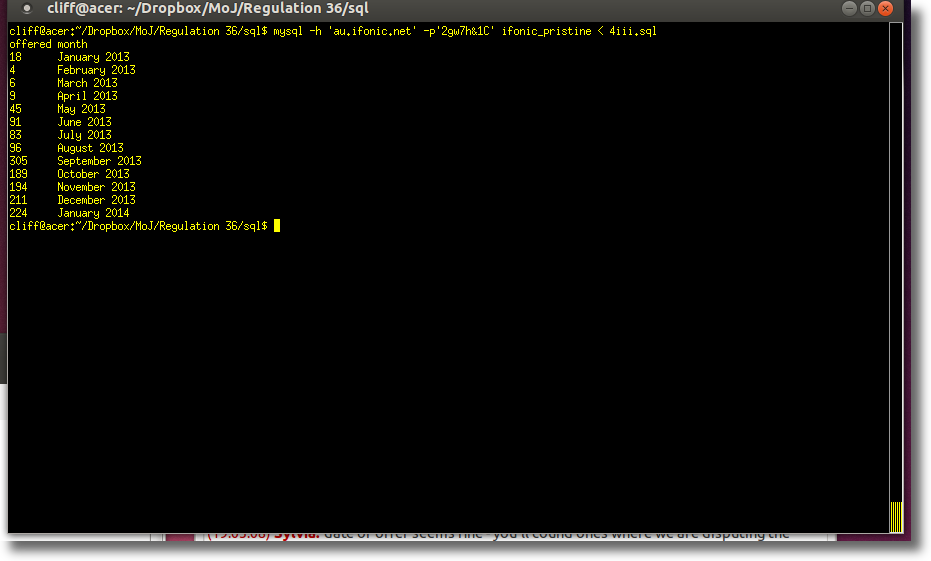 cliff@acer: ~/Dropbox/MoJ/Regulation 36/sql
cliff@acer:~/Dropbox/MoJ/Regulation 36/sql$ mysql -h 'au.ifonic.net' -p'2gw7h&1C' ifonic_pristine < 4iii.sql
offered month
18 January 2013
4 February 2013
6 March 2013
9 April 2013
45 May 2013
91 June 2013
83 July 2013
96 August 2013
305 September 2013
189 October 2013
194 November 2013
211 December 2013
224 January 2014
cliff@acer:~/Dropbox/MoJ/Regulation 36/sql$
Sylvia: date of offer seems fine - you'll count ones where we are disputing the